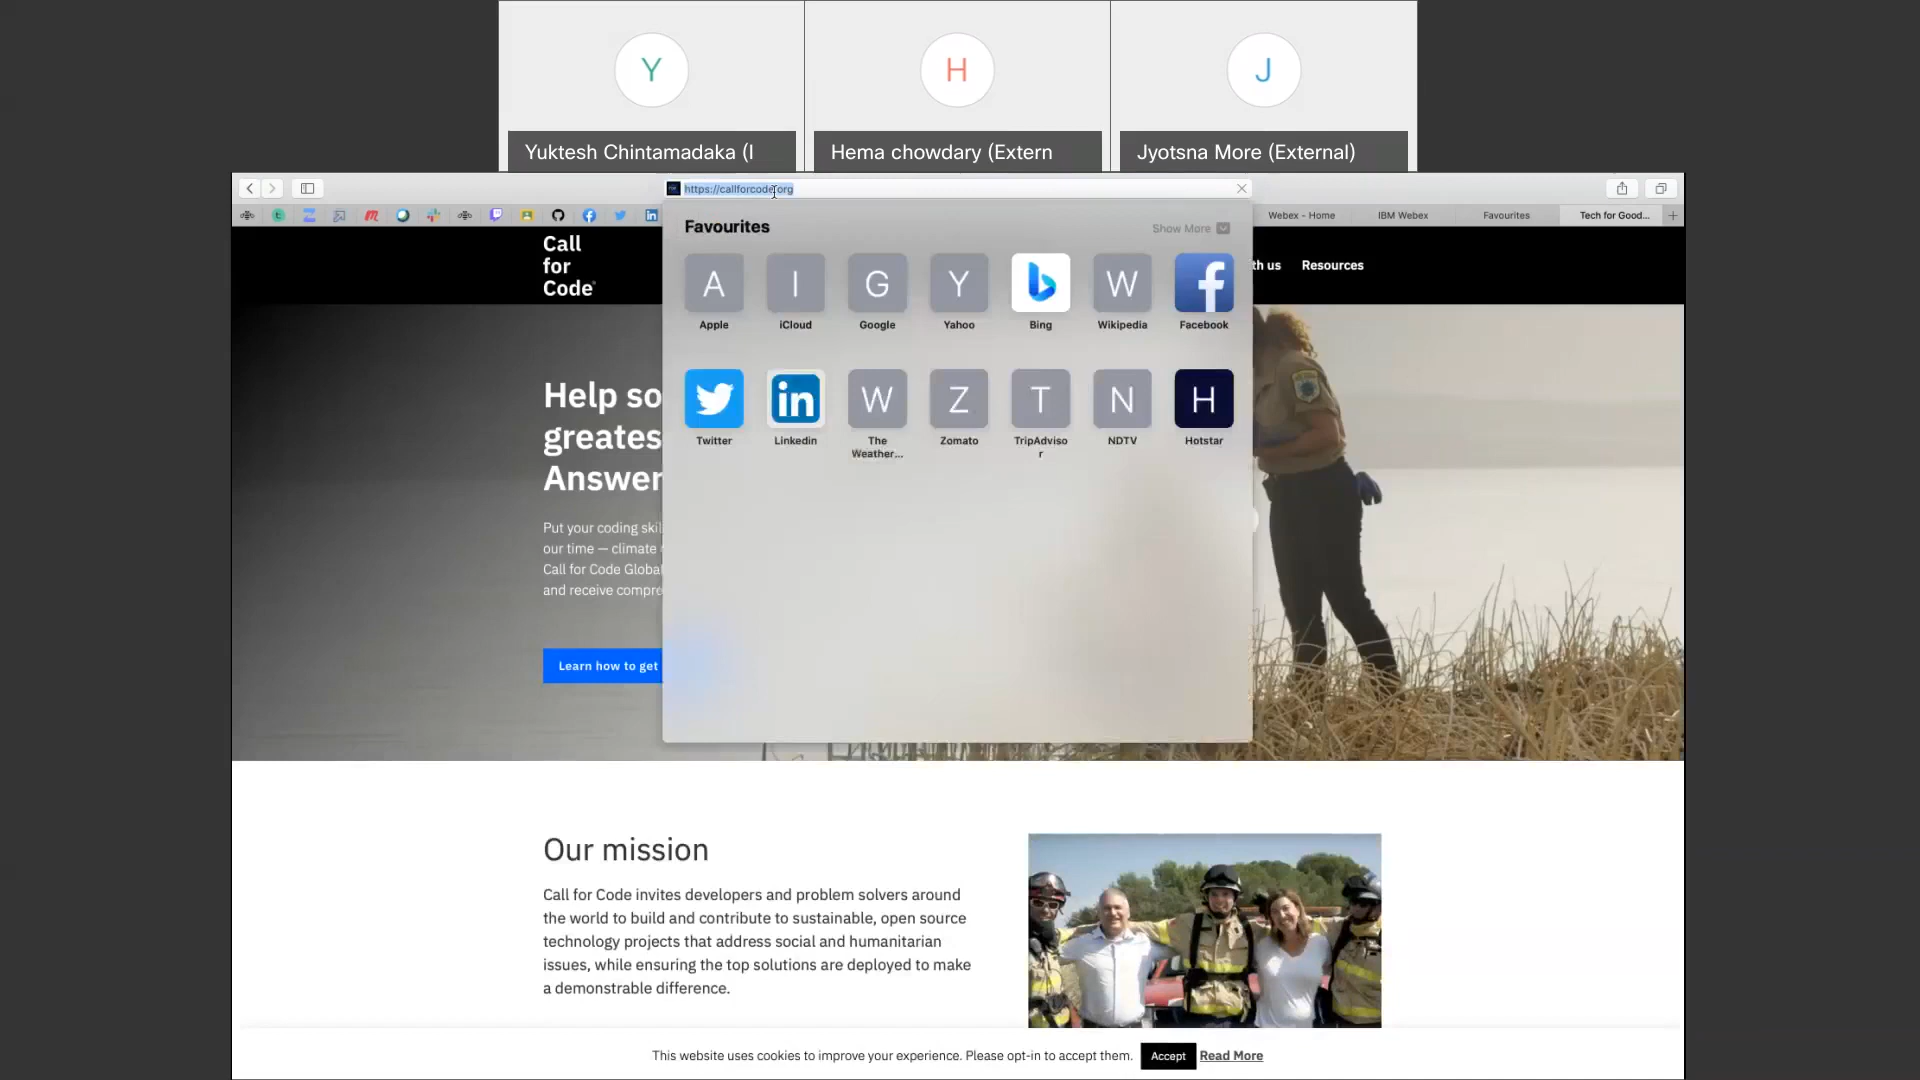 Y
H
J
Yuktesh Chintamadaka (I
Hema chowdary (Extern
Jyotsna More (External)
https://callforcode.org
Webex - Home
IBM Webex
Favourites
Tech for Good...
Call
for
Code
th us
Resources
Favourites
Show More
A
I
G
Y
W
Apple
iCloud
Google
Yahoo
Bing
Wikipedia
Facebook
in
W
Z
T
N
H
Twitter
Linkedin
The
Weather...
Zomato
TripAdviso
r
NDTV
Hotstar
Help so
greates
Answer
Put your coding skil
our time — climate
Call for Code Globa
and receive compre
Learn how to get
Our mission
Call for Code invites developers and problem solvers around
the world to build and contribute to sustainable, open source
technology projects that address social and humanitarian
issues, while ensuring the top solutions are deployed to make
a demonstrable difference.
This website uses cookies to improve your experience. Please opt-in to accept them.
Accept
Read More